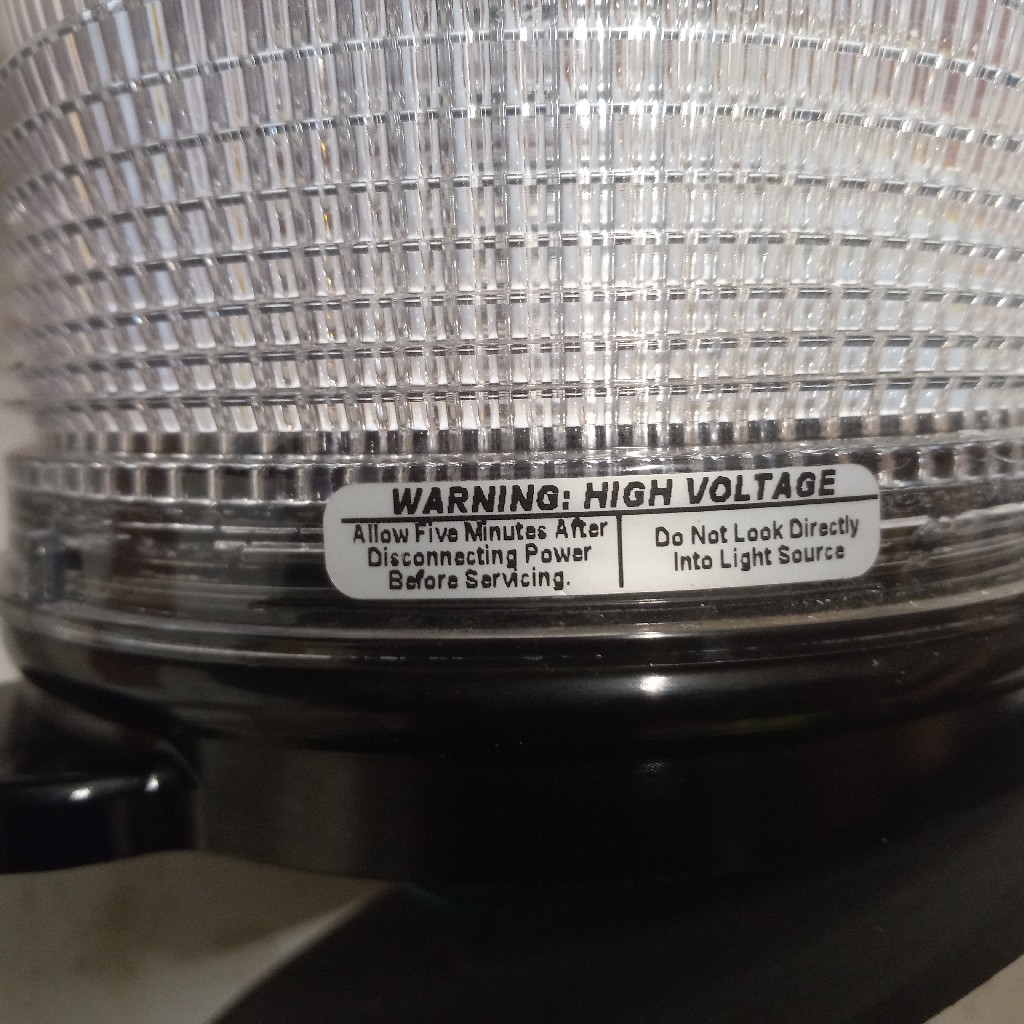 WARNING: HIGH VOLTAGE
Allow Five Minutes After
Disconnecting Power
Before Servicing.
Do Not Look Directly
Into Light Source